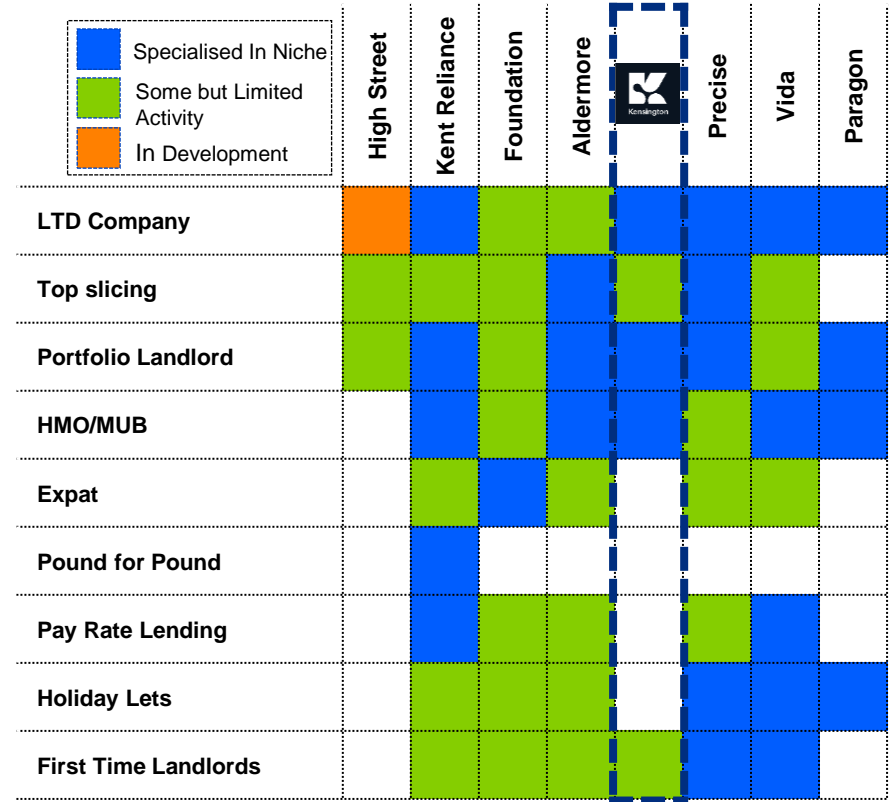 Specialised In Niche
Some but Limited
Activity
In Development
High Street
Kent Reliance
Foundation
Aldermore
Kensington
Precise
Vida
Paragon
LTD Company
Top slicing
Portfolio Landlord
HMO/MUB
Expat
Pound for Pound
Pay Rate Lending
Holiday Lets
First Time Landlords